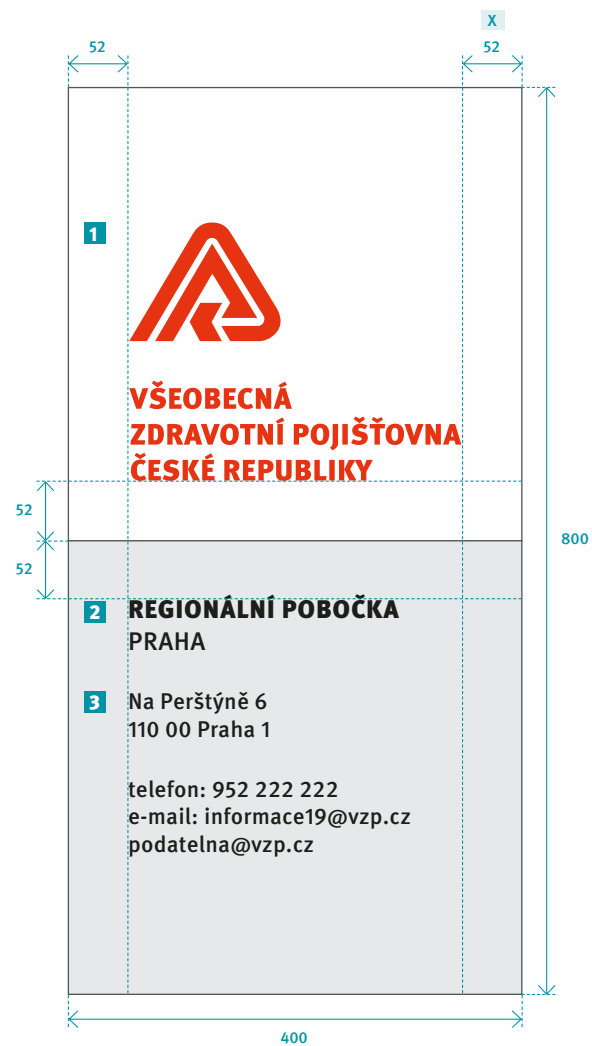 X
52
52
1
VŠEOBECNÁ
ZDRAVOTNÍ POJIŠŤOVNA
ČESKÉ REPUBLIKY
52
800
52
2
REGIONÁLNÍ POBOČKA
PRAHA
3
Na Perštýně 6
110 00 Praha 1
telefon: 952 222 222
e-mail: informace19@vzp.cz
podatelna@vzp.cz
400